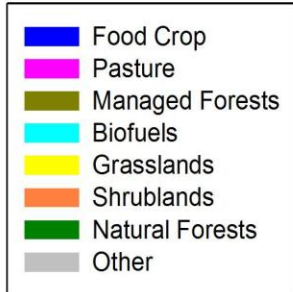 Food Crop
Pasture
Managed Forests
Biofuels
Grasslands
Shrublands
Natural Forests
Other